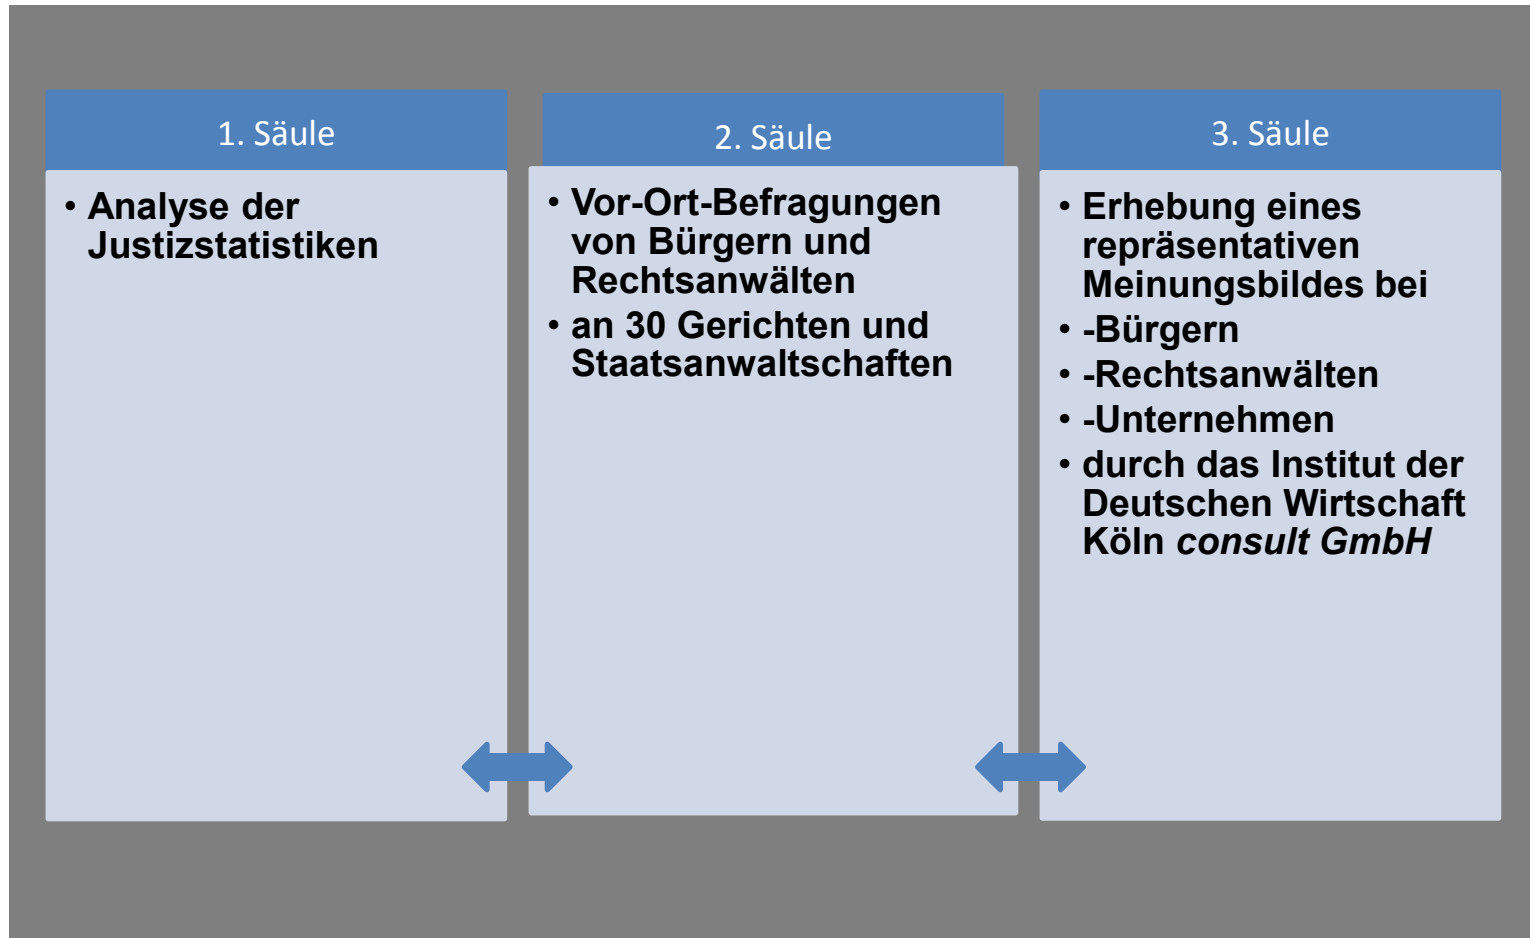 1. Säule
• Analyse der
Justizstatistiken
2. Säule
• Vor-Ort-Befragungen
von Bürgern und
Rechtsanwälten
• an 30 Gerichten und
Staatsanwaltschaften
3. Säule
• Erhebung eines
repräsentativen
Meinungsbildes bei
• -Bürgern
• -Rechtsanwälten
• -Unternehmen
• durch das Institut der
Deutschen Wirtschaft
Köln consult GmbH